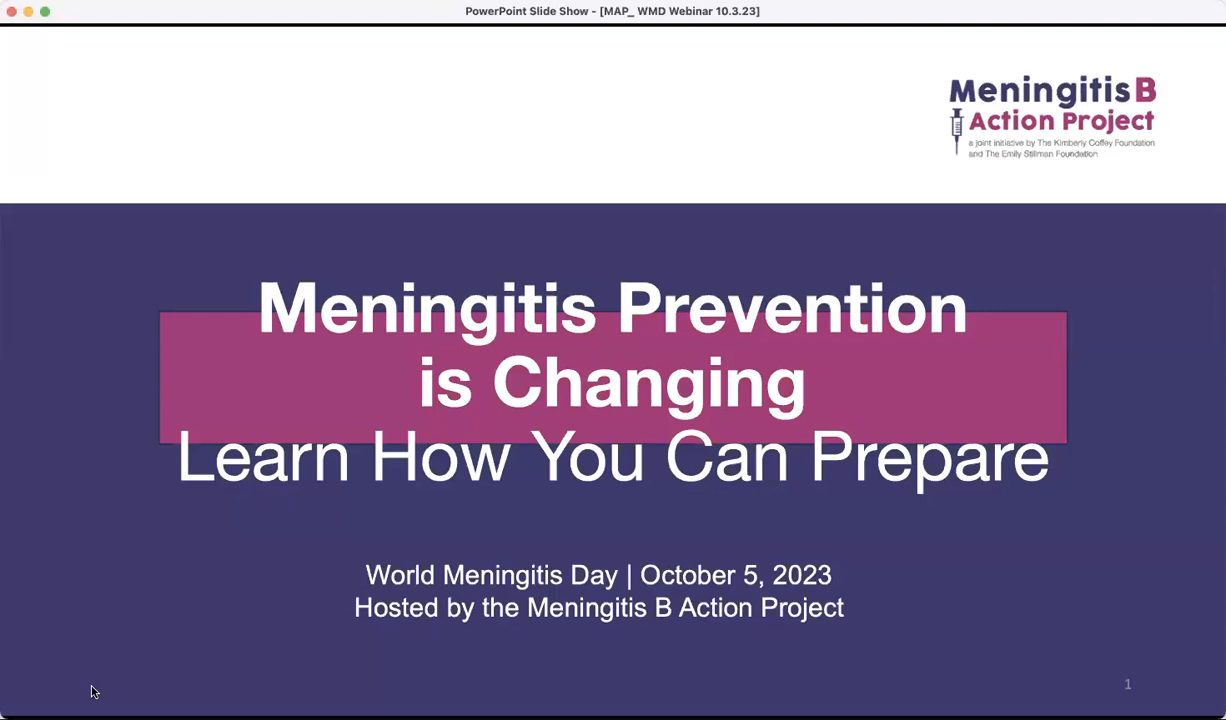 PowerPoint Slide Show - [MAP_ WMD Webinar 10.3.23]
Meningitis B
Action Project
a joint initiative by The Kimberly Coffey Foundation
and The Emily Stillman Foundation
Meningitis Prevention
is Changing
Learn How You Can Prepare
World Meningitis Day | October 5, 2023
Hosted by the Meningitis B Action Project
1